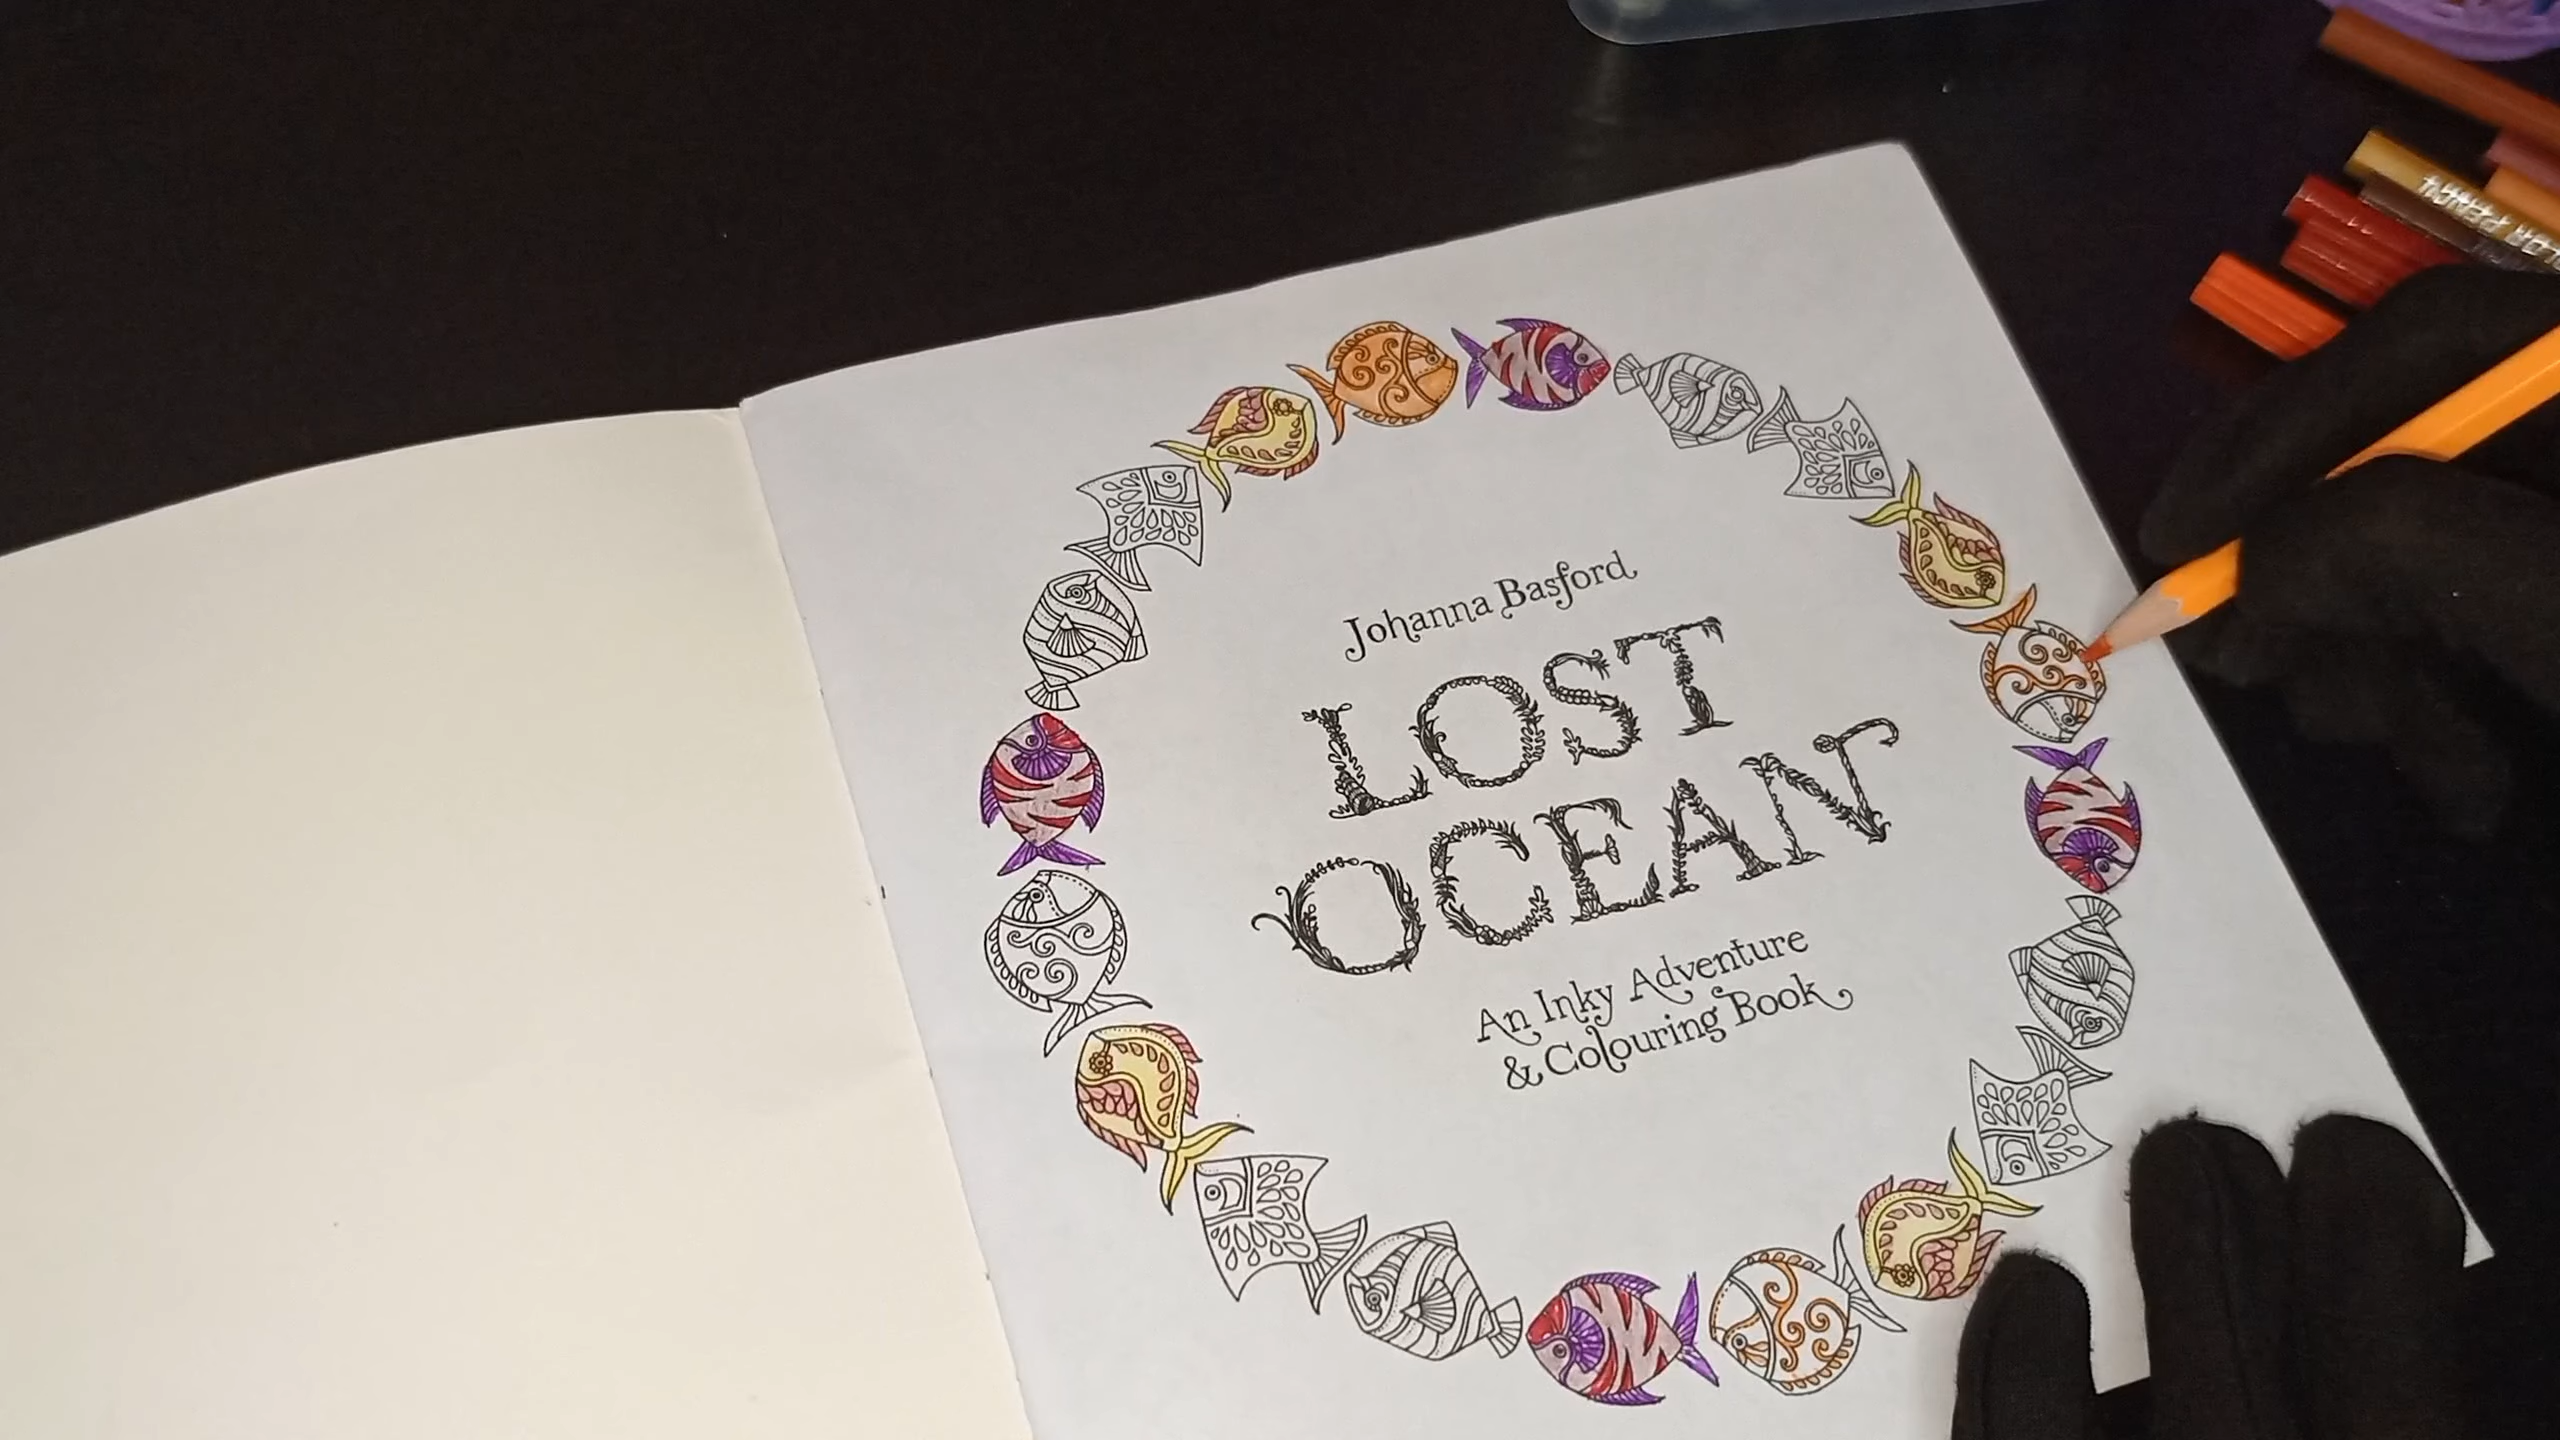 Johanna Basford
LOST
OCEAN
An Inky Adventure
& Colouring Book